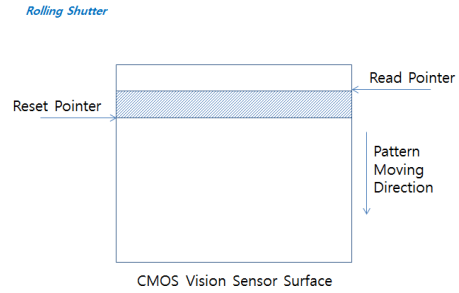 Rolling Shutter
Read Pointer
Reset Pointer
Pattern
Moving
Direction
CMOS Vision Sensor Surface